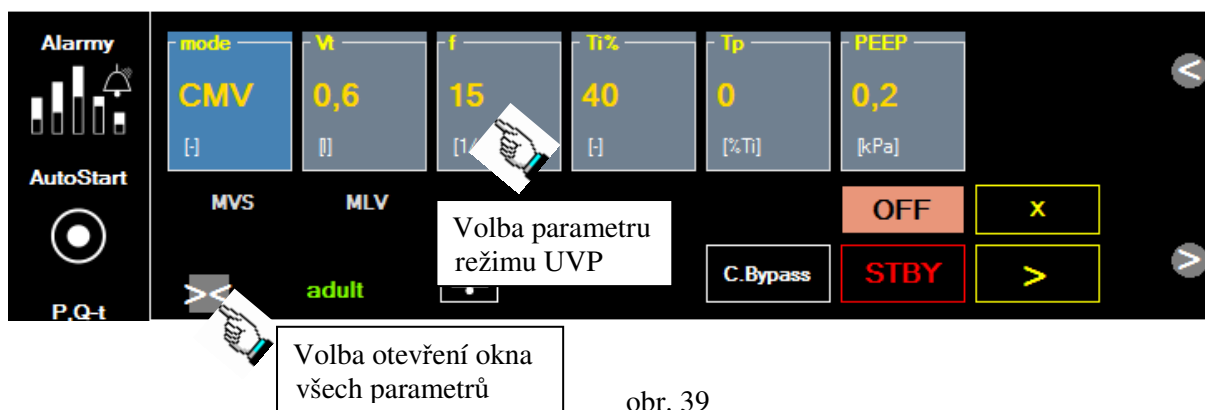 Alarmy
mode Vt f Ti% Tp PEEP
CMV 0,6 15 40 0 0,2
[-] [l] [1/ [-] [%Ti] [kPa]
<
AutoStart
MVS MLV OFF x
Volba parametru
režimu UVP
C.Bypass STBY > >
>< adult
P,Q-t
Volba otevření okna
všech parametrů
obr. 39